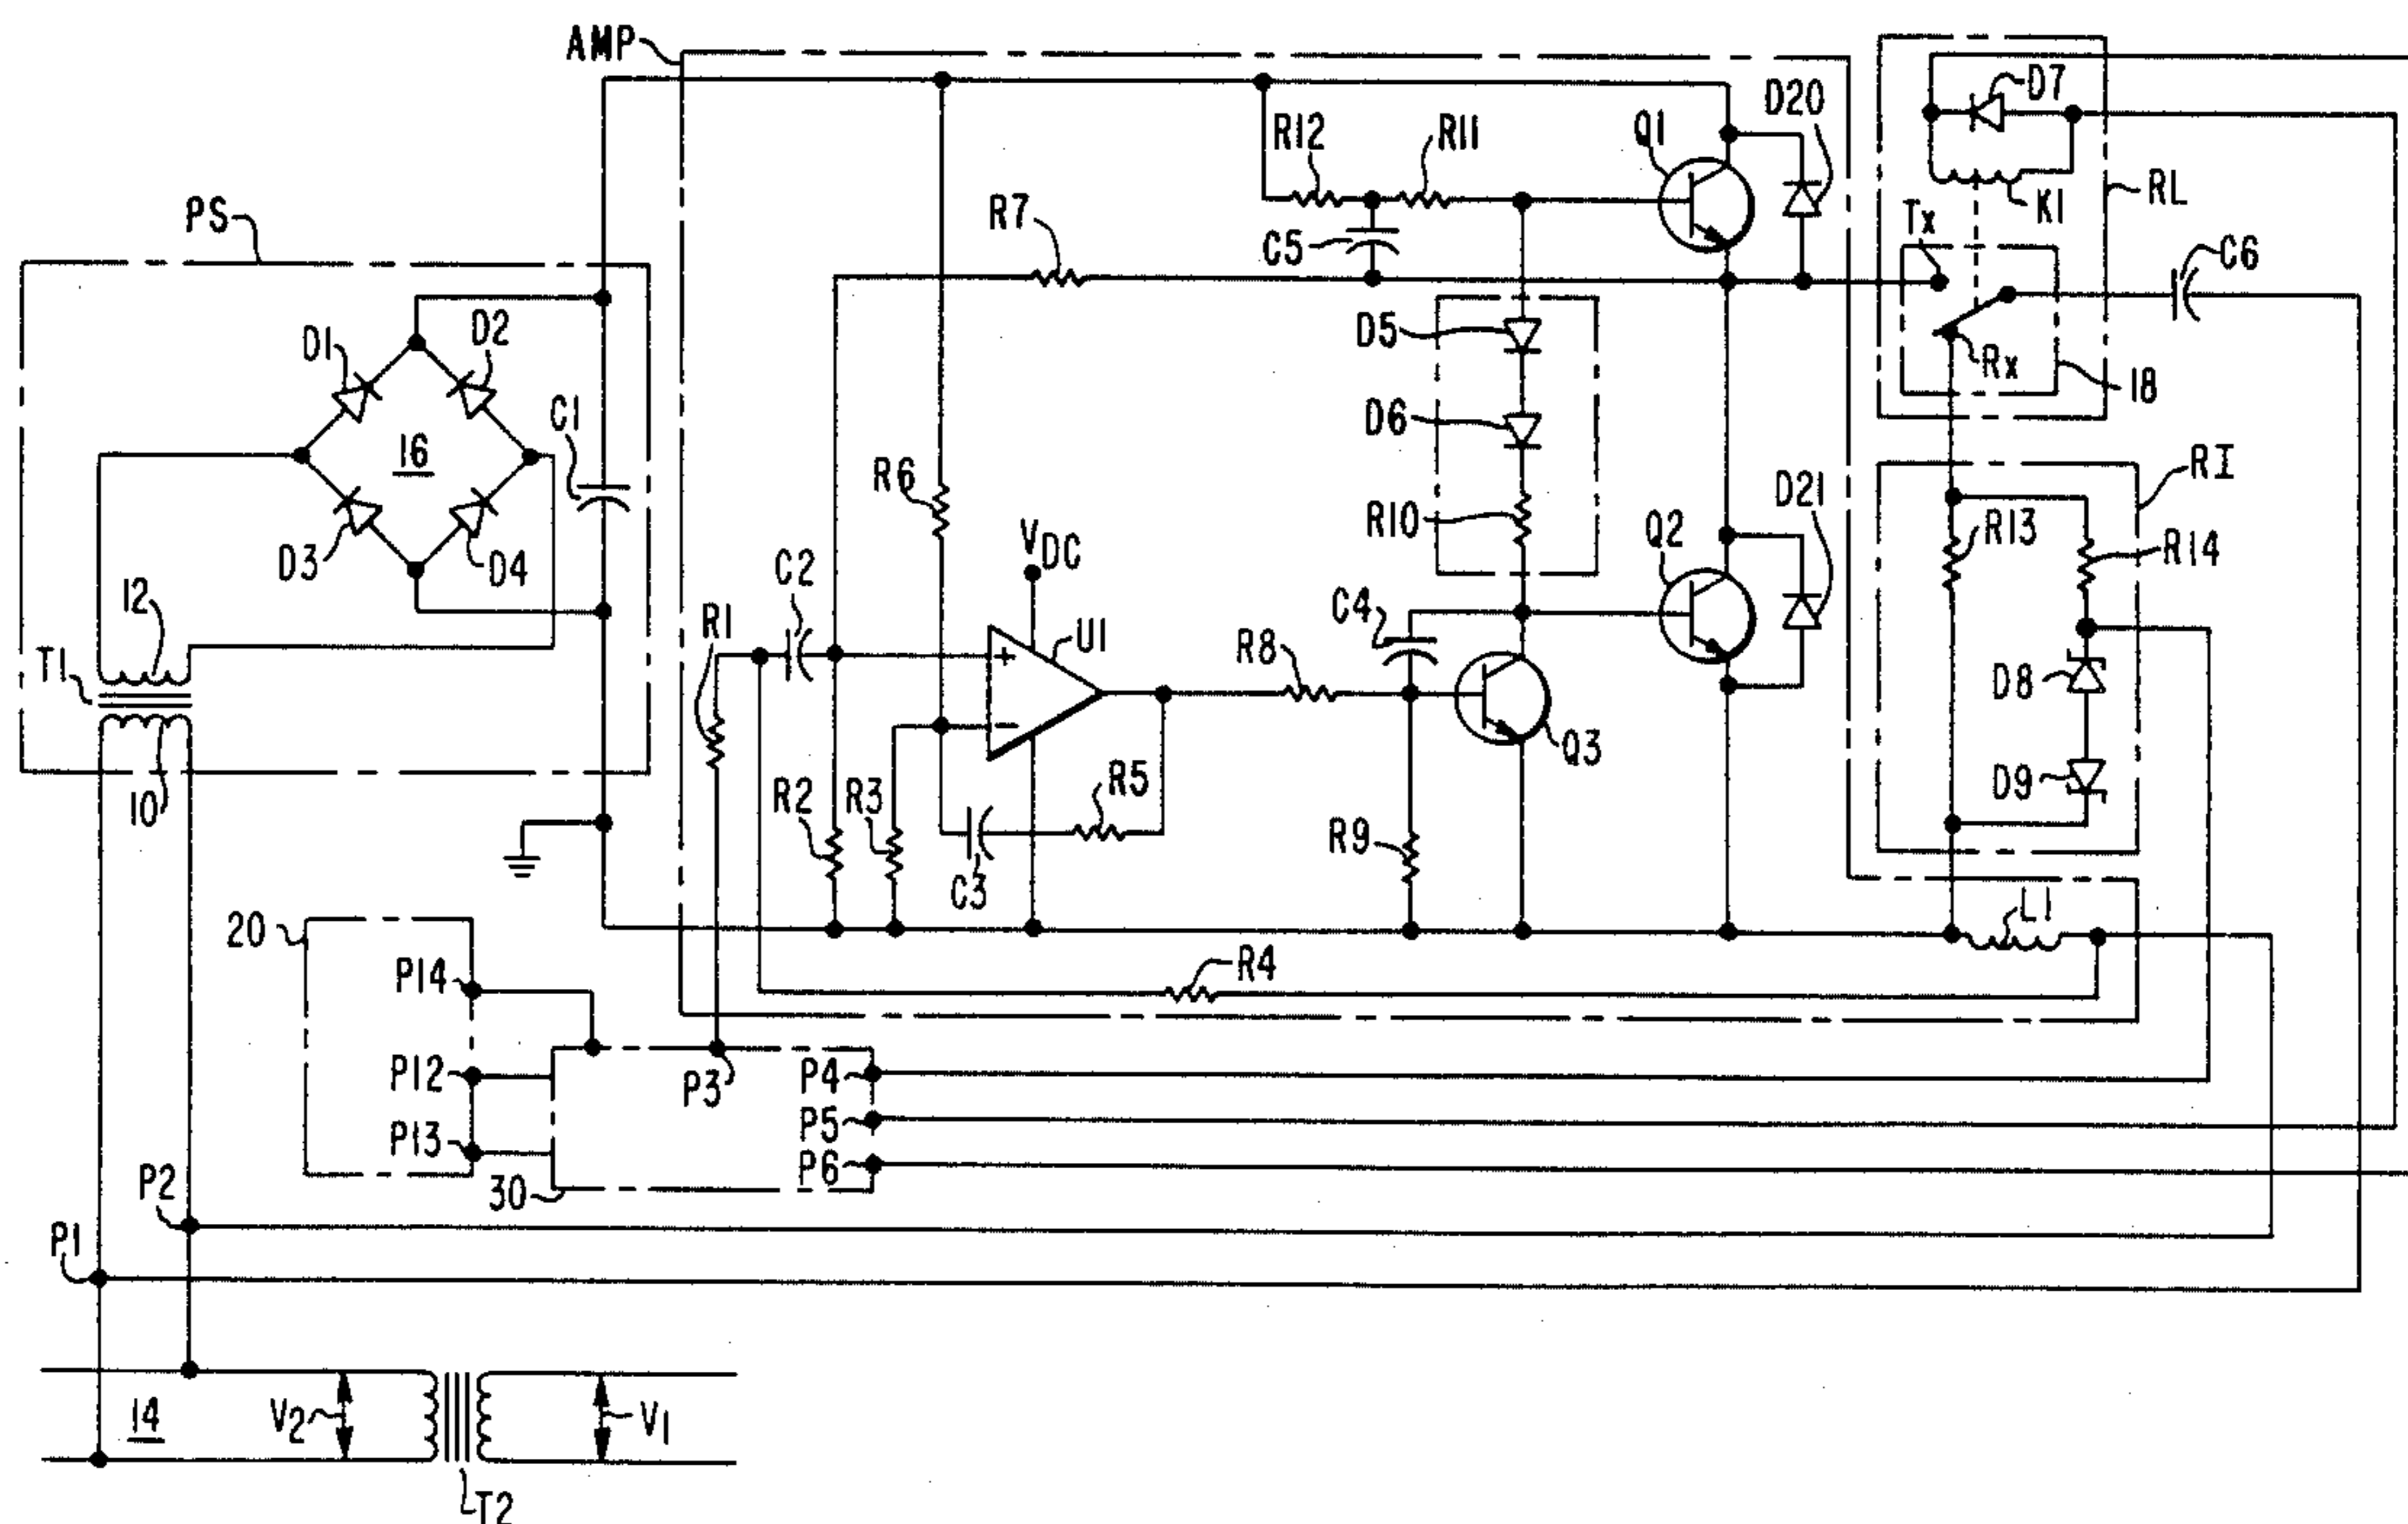 AMP
D7
D20
R12
R11
Q1
RL
K1
PS
R7
Tx
C5
C6
D5
D2
D1
Rx
18
C1
D6
16
R6
RI
D21
VDC
R10
Q2
R13
R14
D3
D4
C2
12
C4
R1
U1
R8
T1
D8
Q3
10
R2
R3
R5
D9
R9
C3
L1
20
R4
P14
P12
P3
P4
P13
P5
P6
30
P2
P1
14
V2
V1
T2